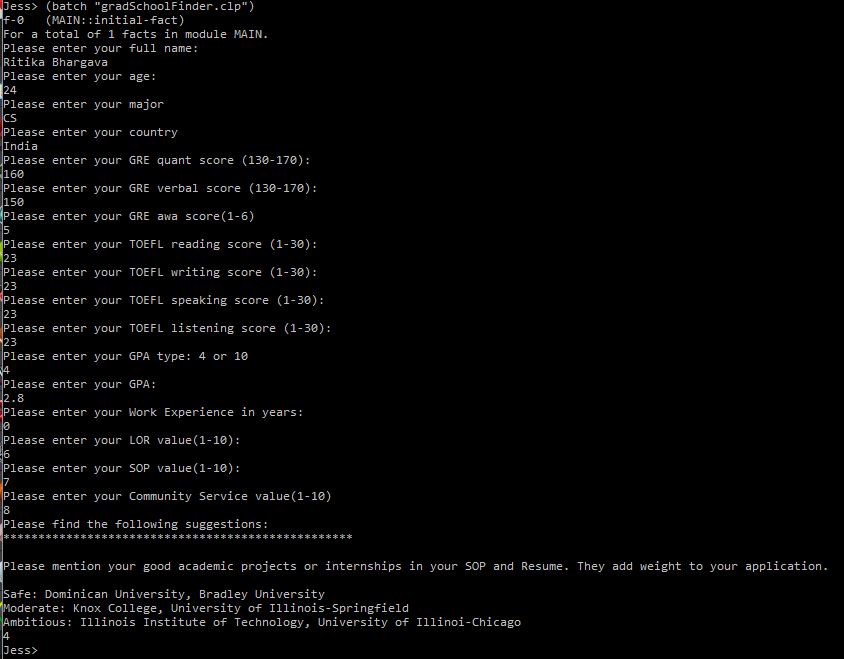 Jess> (batch "gradSchoolFinder.clp")
f-0   (MAIN::initial-fact)
For a total of 1 facts in module MAIN.
Please enter your full name:
Ritika Bhargava
Please enter your age:
24
Please enter your major
CS
Please enter your country
India
Please enter your GRE quant score (130-170):
160
Please enter your GRE verbal score (130-170):
150
Please enter your GRE awa score(1-6)
5
Please enter your TOEFL reading score (1-30):
23
Please enter your TOEFL writing score (1-30):
23
Please enter your TOEFL speaking score (1-30):
23
Please enter your TOEFL listening score (1-30):
23
Please enter your GPA type: 4 or 10
4
Please enter your GPA:
2.8
Please enter your Work Experience in years:
0
Please enter your LOR value(1-10):
6
Please enter your SOP value(1-10):
7
Please enter your Community Service value(1-10)
8
Please find the following suggestions:
**************************************************
Please mention your good academic projects or internships in your SOP and Resume. They add weight to your application.
Safe: Dominican University, Bradley University
Moderate: Knox College, University of Illinois-Springfield
Ambitious: Illinois Institute of Technology, University of Illinoi-Chicago
4
Jess>